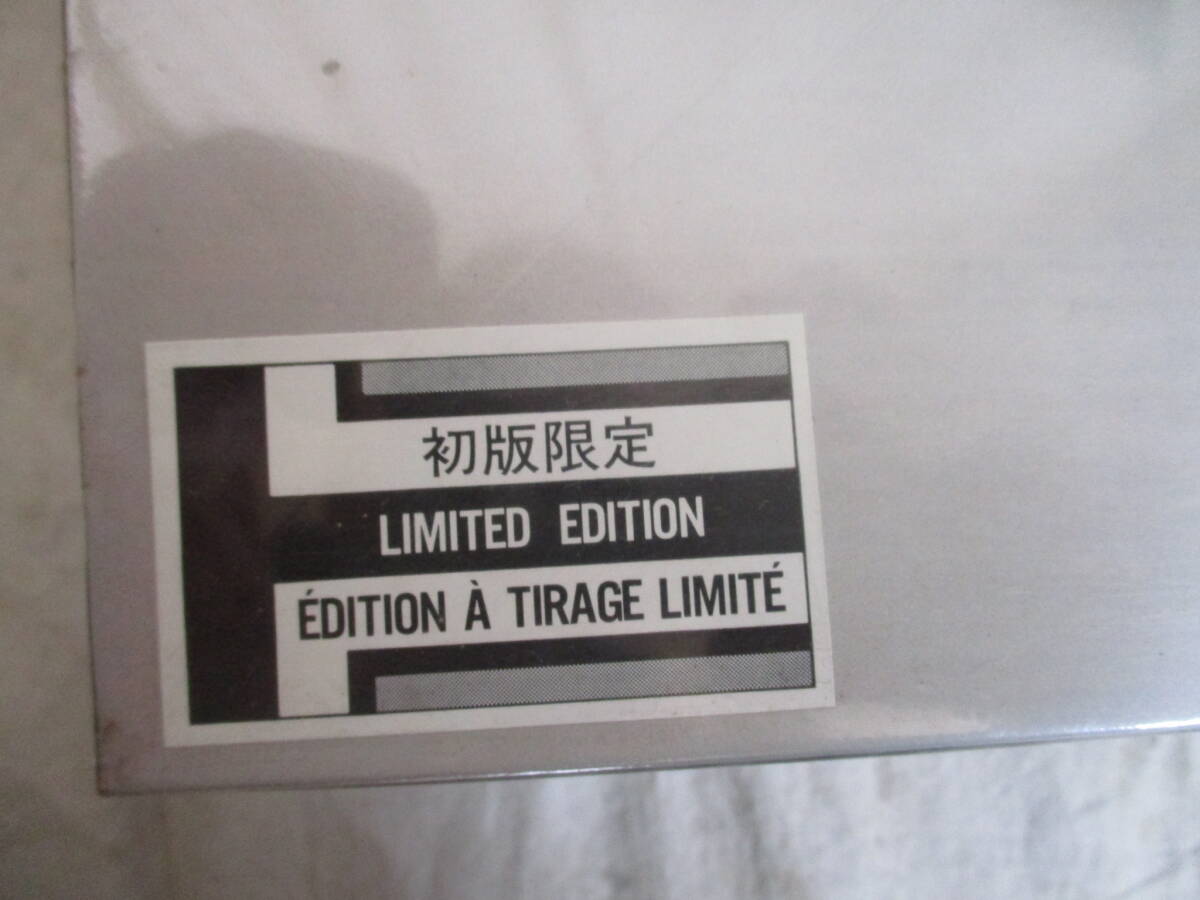 初版限定
LIMITED EDITION
ÉDITION À TIRAGE LIMITÉ